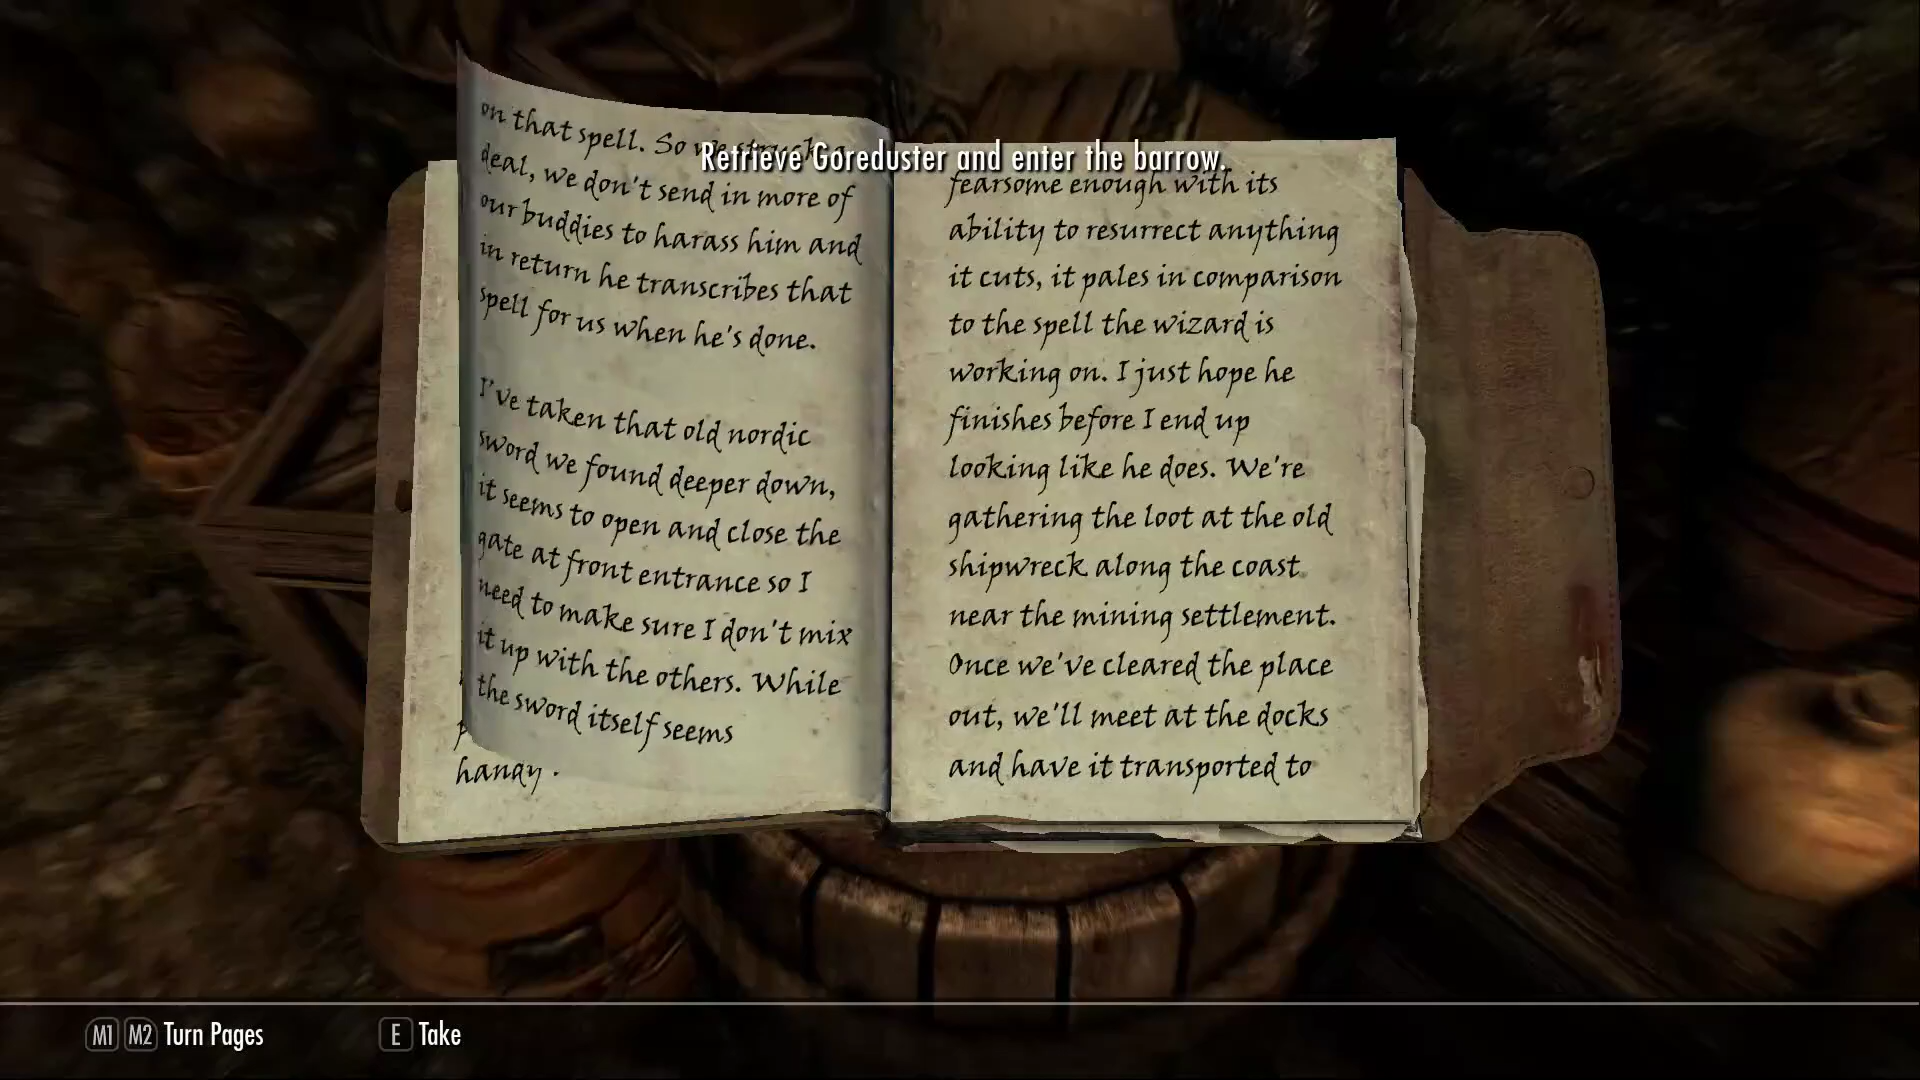 on that spell. So we struck a
deal, we don't send in more of
our buddies to harass him and
in return he transcribes that
spell for us when he's done.
I've taken that old nordic
sword we found deeper down,
it seems to open and close the
gate at front entrance so I
need to make sure I don't mix
it up with the others. While
the sword itself seems
handy.
Retrieve Goreduster and enter the barrow.
fearsome enough with its
ability to resurrect anything
it cuts, it pales in comparison
to the spell the wizard is
working on. I just hope he
finishes before I end up
looking like he does. We're
gathering the loot at the old
shipwreck along the coast
near the mining settlement.
Once we've cleared the place
out, we'll meet at the docks
and have it transported to
M1 M2 Turn Pages
E Take